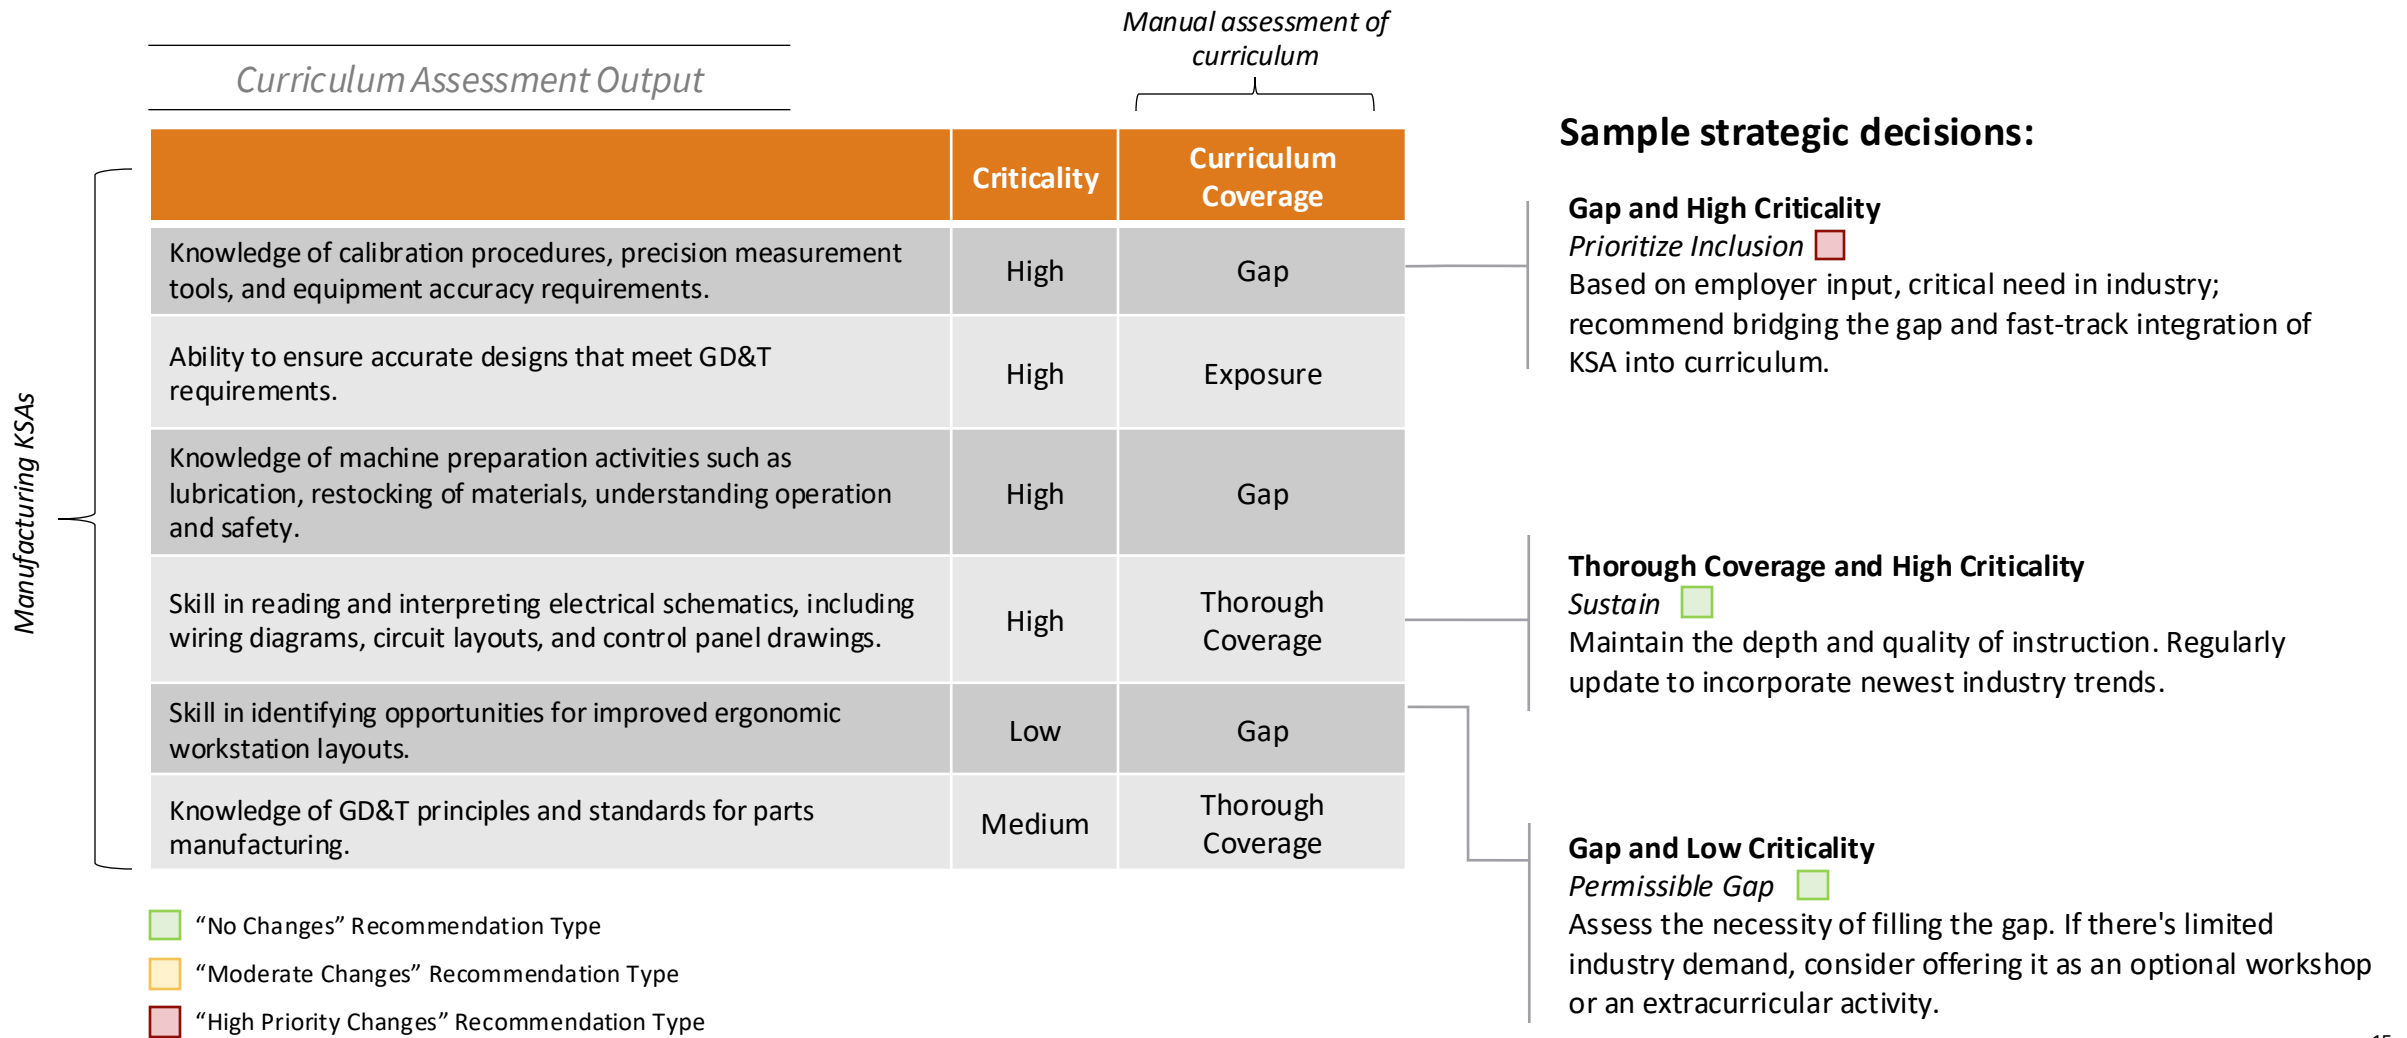 Manual assessment of
curriculum
Curriculum Assessment Output
Manufacturing KSAs
Criticality
Curriculum
Coverage
Knowledge of calibration procedures, precision measurement
tools, and equipment accuracy requirements.
High
Gap
Ability to ensure accurate designs that meet GD&T
requirements.
High
Exposure
Knowledge of machine preparation activities such as
lubrication, restocking of materials, understanding operation
and safety.
High
Gap
Skill in reading and interpreting electrical schematics, including
wiring diagrams, circuit layouts, and control panel drawings.
High
Thorough
Coverage
Skill in identifying opportunities for improved ergonomic
workstation layouts.
Low
Gap
Knowledge of GD&T principles and standards for parts
manufacturing.
Medium
Thorough
Coverage
“No Changes” Recommendation Type
“Moderate Changes” Recommendation Type
“High Priority Changes” Recommendation Type
Sample strategic decisions:
Gap and High Criticality
Prioritize Inclusion
Based on employer input, critical need in industry;
recommend bridging the gap and fast-track integration of
KSA into curriculum.
Thorough Coverage and High Criticality
Sustain
Maintain the depth and quality of instruction. Regularly
update to incorporate newest industry trends.
Gap and Low Criticality
Permissible Gap
Assess the necessity of filling the gap. If there's limited
industry demand, consider offering it as an optional workshop
or an extracurricular activity.